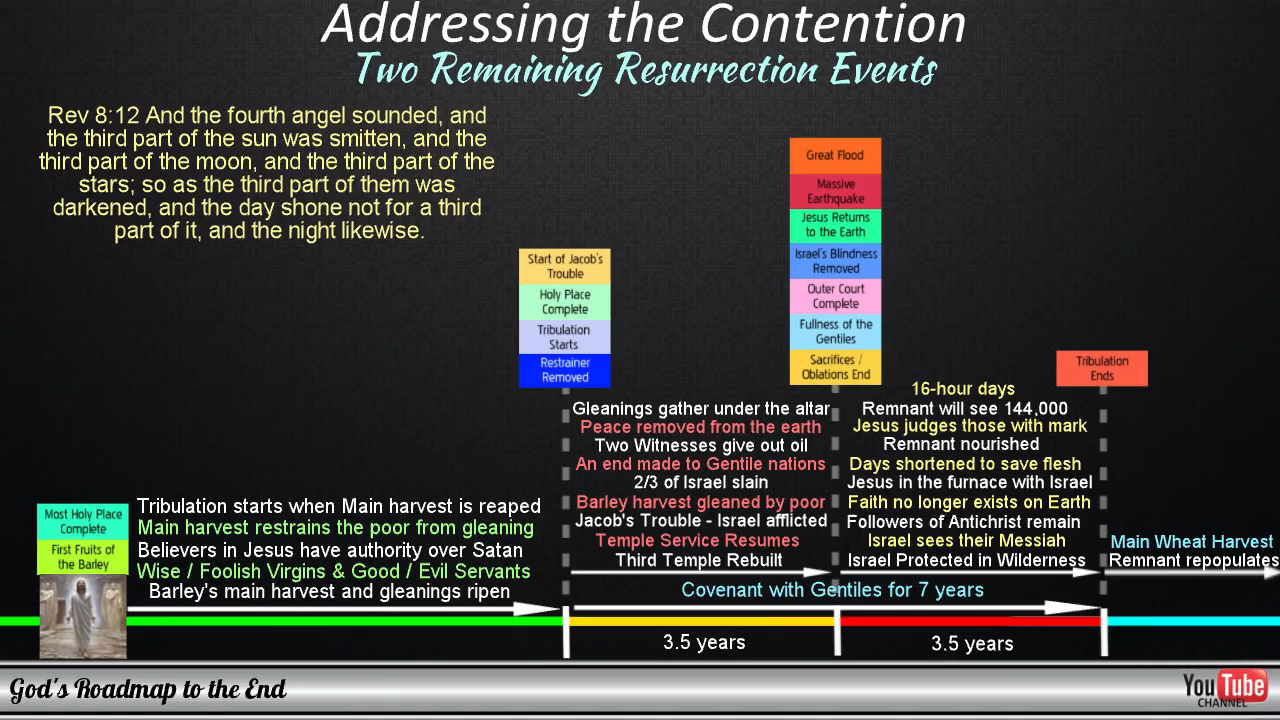 Addressing the Contention
Two Remaining Resurrection Events
Rev 8:12 And the fourth angel sounded, and
the third part of the sun was smitten, and the
third part of the moon, and the third part of the
stars; so as the third part of them was
darkened, and the day shone not for a third
part of it, and the night likewise.
Most Holy Place
Complete
First Fruits of
the Barley
Tribulation starts when Main harvest is reaped
Main harvest restrains the poor from gleaning
Believers in Jesus have authority over Satan
Wise / Foolish Virgins & Good / Evil Servants
Barley's main harvest and gleanings ripen
Start of Jacob's
Trouble
Holy Place
Complete
Tribulation
Starts
Restrainer
Removed
Gleanings gather under the altar
Peace removed from the earth
Two Witnesses give out oil
An end made to Gentile nations
2/3 of Israel slain
Barley harvest gleaned by poor
Jacob's Trouble - Israel afflicted
Temple Service Resumes
Third Temple Rebuilt
Great Flood
Massive
Earthquake
Jesus Returns
to the Earth
Israel's Blindness
Removed
Outer Court
Complete
Fullness of the
Gentiles
Sacrifices /
Oblations End
16-hour days
Remnant will see 144,000
Jesus judges those with mark
Remnant nourished
Days shortened to save flesh
Jesus in the furnace with Israel
Faith no longer exists on Earth
Followers of Antichrist remain
Israel sees their Messiah
Israel Protected in Wilderness
Tribulation
Ends
Main Wheat Harvest
Remnant repopulates
Covenant with Gentiles for 7 years
3.5 years
3.5 years
God's Roadmap to the End
YouTube
CHANNEL